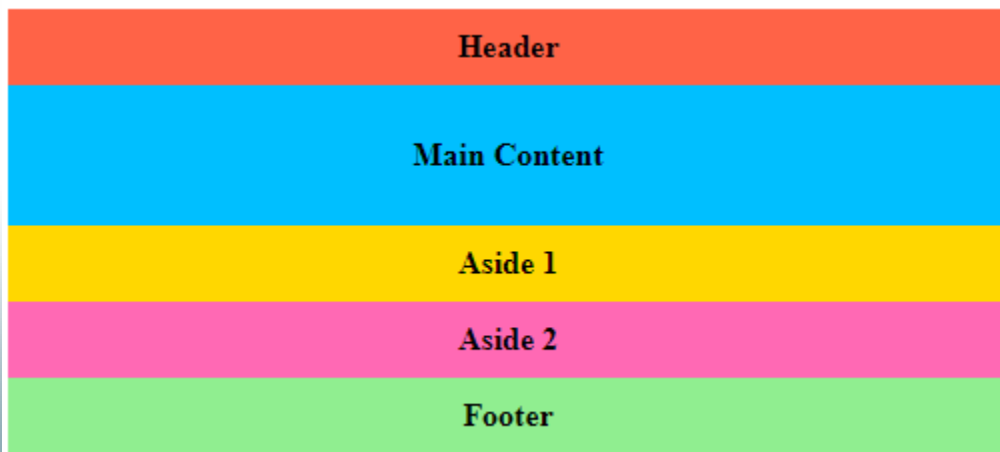 Header
Main Content
Aside 1
Aside 2
Footer